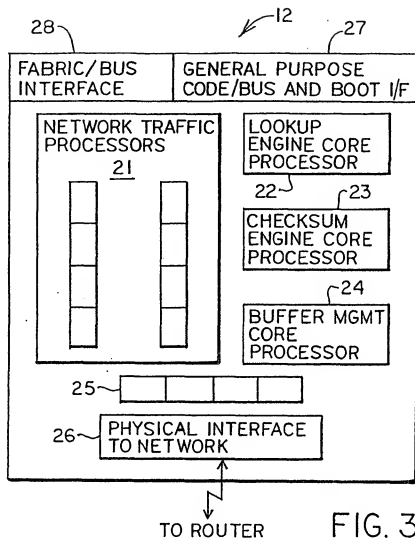 12
28
27
FABRIC/BUS
INTERFACE
GENERAL PURPOSE
CODE/BUS AND BOOT I/F
NETWORK TRAFFIC
PROCESSORS
21
LOOKUP
ENGINE CORE
PROCESSOR
22
23
CHECKSUM
ENGINE CORE
PROCESSOR
24
BUFFER MGMT
CORE
PROCESSOR
25
26
PHYSICAL INTERFACE
TO NETWORK
TO ROUTER
FIG. 3